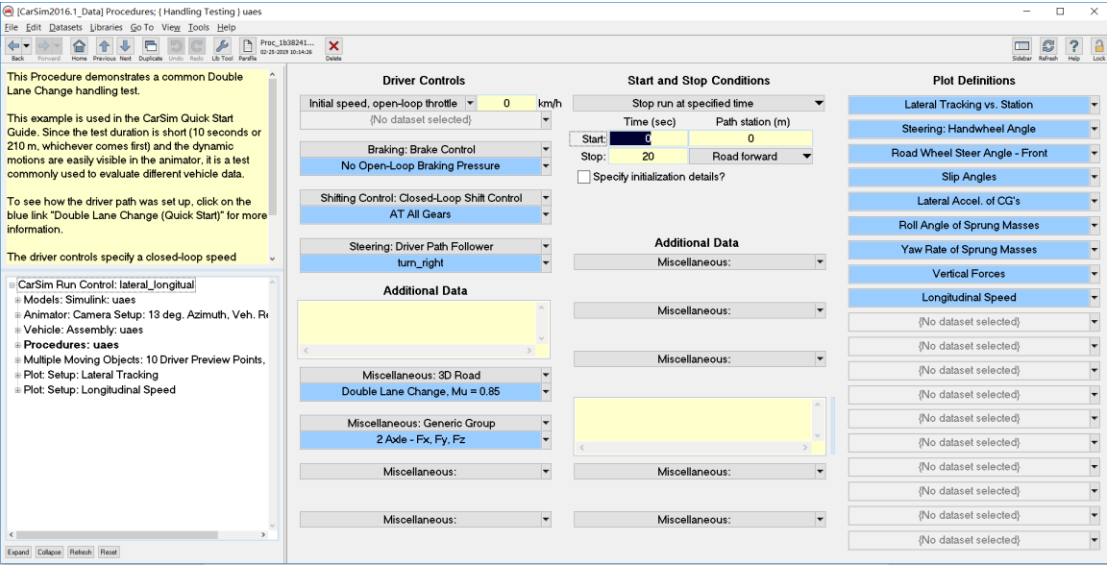 [CarSim2016.1_Data] Procedures; { Handling Testing } uaes
File Edit Datasets Libraries Go To View Tools Help
Back Forward Home Previous Next Duplicate Undo Redo Lib Tool Parsfile
Proc_1b38241...
02-25-2019 10:14:26
Delete
Sidebar Refresh Help Lock
This Procedure demonstrates a common Double
Lane Change handling test.
This example is used in the CarSim Quick Start
Guide. Since the test duration is short (10 seconds or
210 m, whichever comes first) and the dynamic
motions are easily visible in the animator, it is a test
commonly used to evaluate different vehicle data.
To see how the driver path was set up, click on the
blue link "Double Lane Change (Quick Start)" for more
information.
The driver controls specify a closed-loop speed
CarSim Run Control: lateral_longitual
Models: Simulink: uaes
Animator: Camera Setup: 13 deg. Azimuth, Veh. Re
Vehicle: Assembly: uaes
Procedures: uaes
Multiple Moving Objects: 10 Driver Preview Points,
Plot: Setup: Lateral Tracking
Plot: Setup: Longitudinal Speed
Expand Collapse Refresh Reset
Driver Controls
Initial speed, open-loop throttle 0 km/h
{No dataset selected}
Braking: Brake Control
No Open-Loop Braking Pressure
Shifting Control: Closed-Loop Shift Control
AT All Gears
Steering: Driver Path Follower
turn_right
Additional Data
Miscellaneous: 3D Road
Double Lane Change, Mu = 0.85
Miscellaneous: Generic Group
2 Axle - Fx, Fy, Fz
Miscellaneous:
Miscellaneous:
Start and Stop Conditions
Stop run at specified time
Time (sec) Path station (m)
Start: 0 0
Stop: 20 Road forward
Specify initialization details?
Additional Data
Miscellaneous:
Miscellaneous:
Miscellaneous:
Miscellaneous:
Miscellaneous:
Plot Definitions
Lateral Tracking vs. Station
Steering: Handwheel Angle
Road Wheel Steer Angle - Front
Slip Angles
Lateral Accel. of CG's
Roll Angle of Sprung Masses
Yaw Rate of Sprung Masses
Vertical Forces
Longitudinal Speed
{No dataset selected}
{No dataset selected}
{No dataset selected}
{No dataset selected}
{No dataset selected}
{No dataset selected}
{No dataset selected}
{No dataset selected}
{No dataset selected}
{No dataset selected}